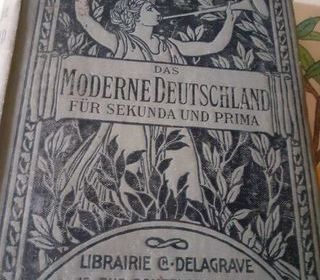 DAS
MODERNE DEUTSCHLAND
FÜR SEKUNDA UND PRIMA
LIBRAIRIE CH. DELAGRAVE